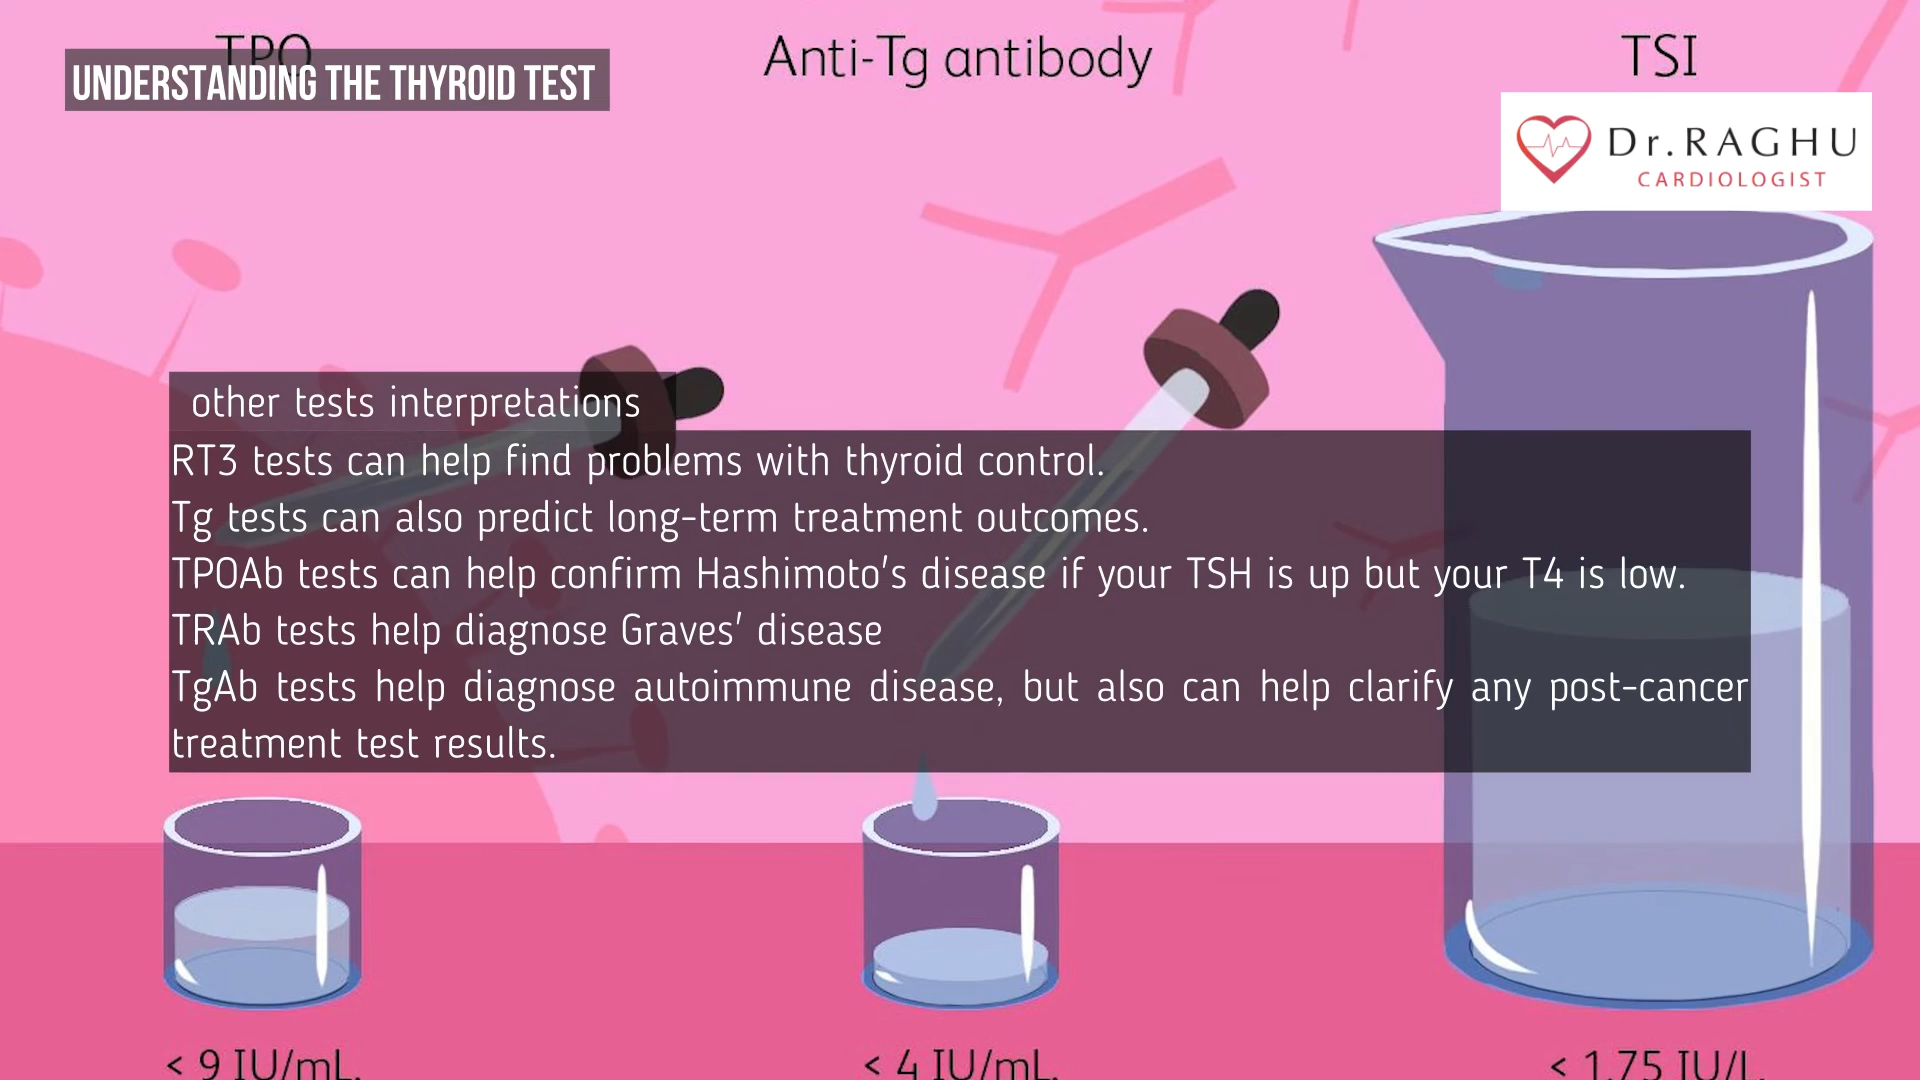 TPO
Anti-Tg antibody
TSI
UNDERSTANDING THE THYROID TEST
Dr.RAGHU
CARDIOLOGIST
other tests interpretations
RT3 tests can help find problems with thyroid control.
Tg tests can also predict long-term treatment outcomes.
TPOAb tests can help confirm Hashimoto's disease if your TSH is up but your T4 is low.
TRAb tests help diagnose Graves' disease
TgAb tests help diagnose autoimmune disease, but also can help clarify any post-cancer
treatment test results.
< 9 IU/mL.
< 4 IU/mL.
< 1.75 IU/L.